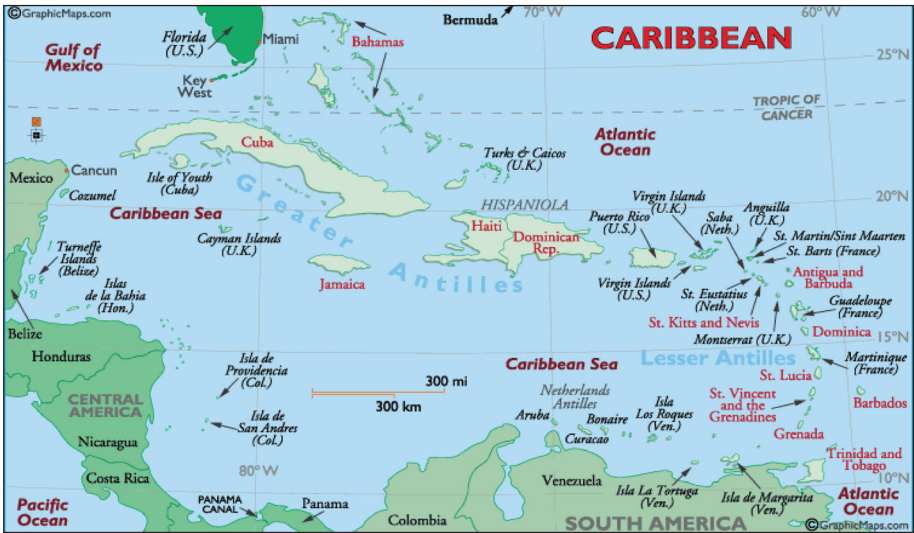 ©GraphicMaps.com
Bermuda
70° W
60° W
Florida
(U.S.)
Miami
Bahamas
CARIBBEAN
Gulf of
Mexico
25° N
Key
West
TROPIC OF
CANCER
Atlantic
Ocean
Cuba
Turks & Caicos
(U.K.)
Mexico
Cancun
Cozumel
Isle of Youth
(Cuba)
20° N
Caribbean Sea
Greater
Antilles
HISPANIOLA
Haiti
Dominican
Rep.
Puerto Rico
(U.S.)
Virgin Islands
(U.K.)
Saba
(Neth.)
Anguilla
(U.K.)
St. Martin/Sint Maarten
St. Barts (France)
Cayman Islands
(U.K.)
Turneffe
Islands
(Belize)
Jamaica
Virgin Islands
(U.S.)
St. Eustatius
(Neth.)
Antigua and
Barbuda
Islas
de la Bahia
(Hon.)
Guadeloupe
(France)
St. Kitts and Nevis
Montserrat (U.K.)
Dominica
Belize
15° N
Honduras
Isla de
Providencia
(Col.)
Caribbean Sea
Lesser Antilles
Martinique
(France)
St. Lucia
300 mi
300 km
Netherlands
Antilles
Aruba
Bonaire
Curacao
Isla
Los Roques
(Ven.)
St. Vincent
and the
Grenadines
Barbados
CENTRAL
AMERICA
Isla de
San Andres
(Col.)
Grenada
Nicaragua
Trinidad and
Tobago
80° W
10° N
Costa Rica
Venezuela
Isla La Tortuga
(Ven.)
Isla de Margarita
(Ven.)
Pacific
Ocean
PANAMA
CANAL
Panama
Colombia
SOUTH AMERICA
Atlantic
Ocean
©GraphicMaps.com